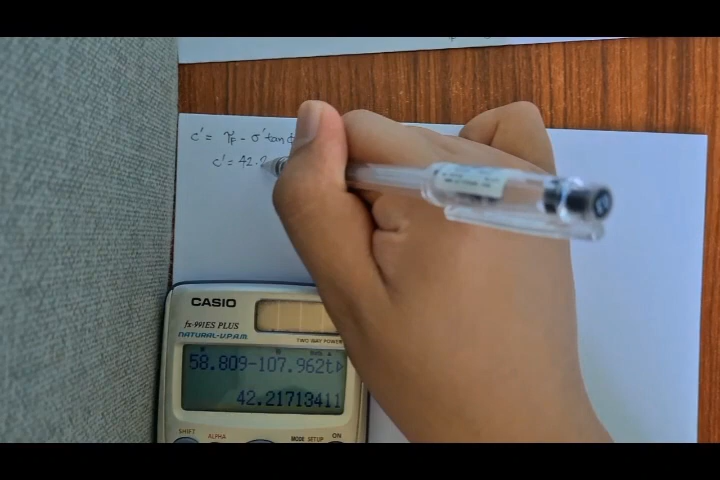 c' = τF - σ'tanϕ
c' = 42.2
CASIO
fx-991ES PLUS
NATURAL-V.P.A.M.
TWO WAY POWER
58.809-107.962t
42.21713411
SHIFT ALPHA MODE SETUP ON